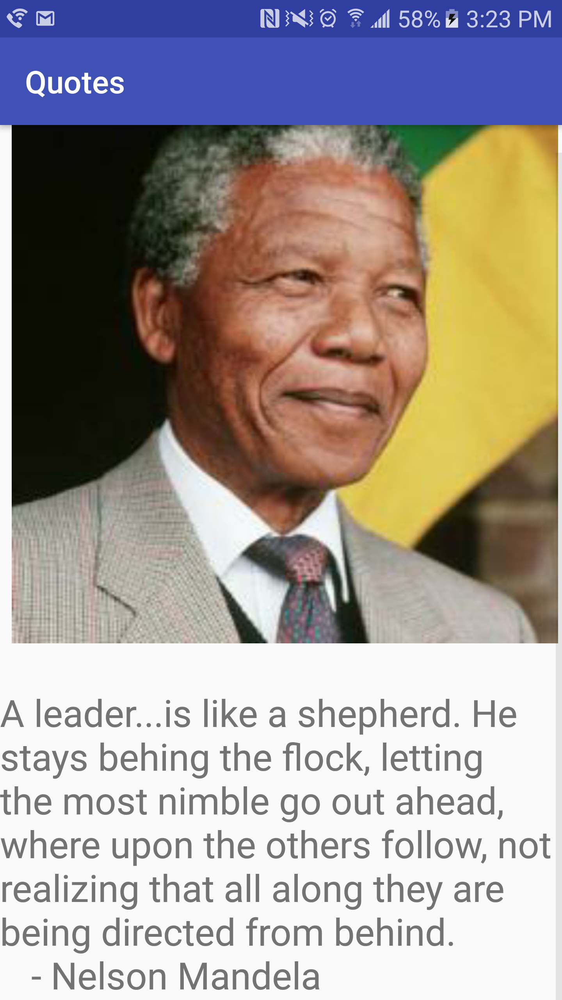 58% 3:23 PM
Quotes
A leader...is like a shepherd. He
stays behing the flock, letting
the most nimble go out ahead,
where upon the others follow, not
realizing that all along they are
being directed from behind.
- Nelson Mandela